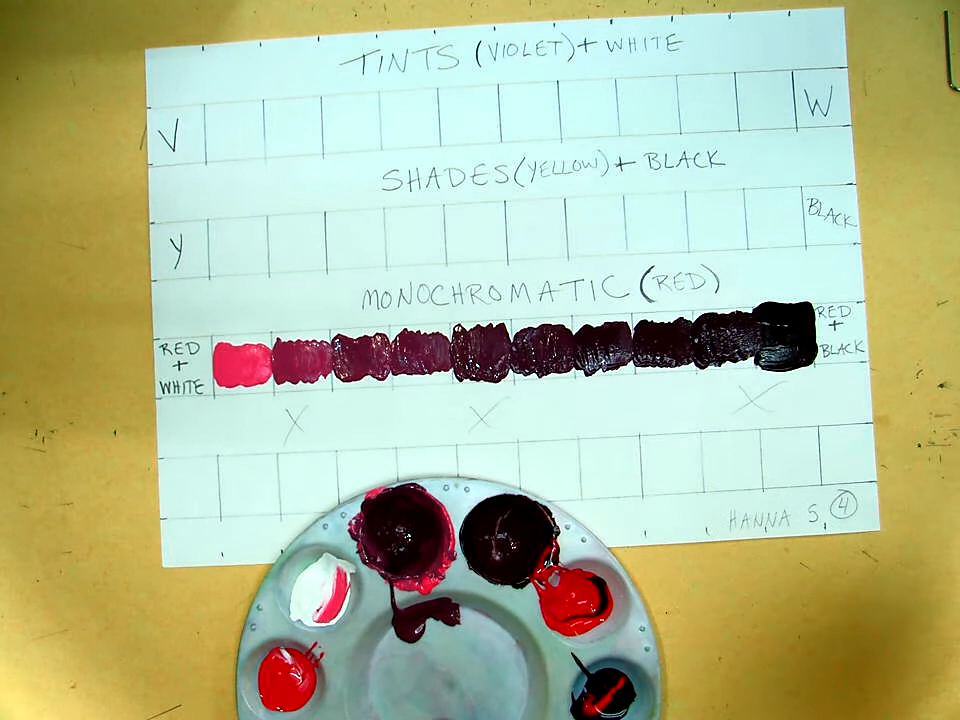 TINTS (VIOLET) + WHITE
V W
SHADES (YELLOW) + BLACK
Y BLACK
MONOCHROMATIC (RED)
RED + WHITE
RED + BLACK
X X X
HANNA S, 4